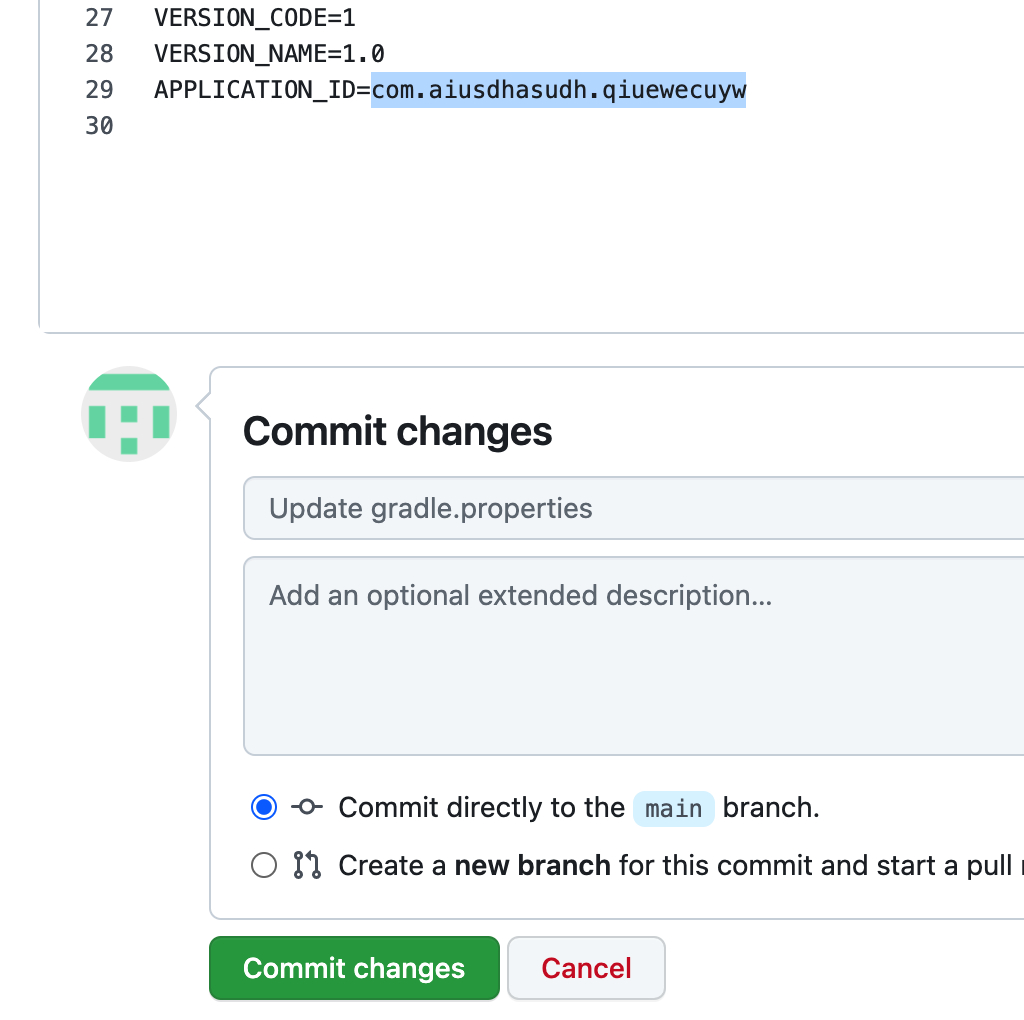 27 VERSION_CODE=1
28 VERSION_NAME=1.0
29 APPLICATION_ID=com.aiusdhasudh.qiuewecuyw
30
Commit changes
Update gradle.properties
Add an optional extended description...
Commit directly to the main branch.
Create a new branch for this commit and start a pull
Commit changes Cancel